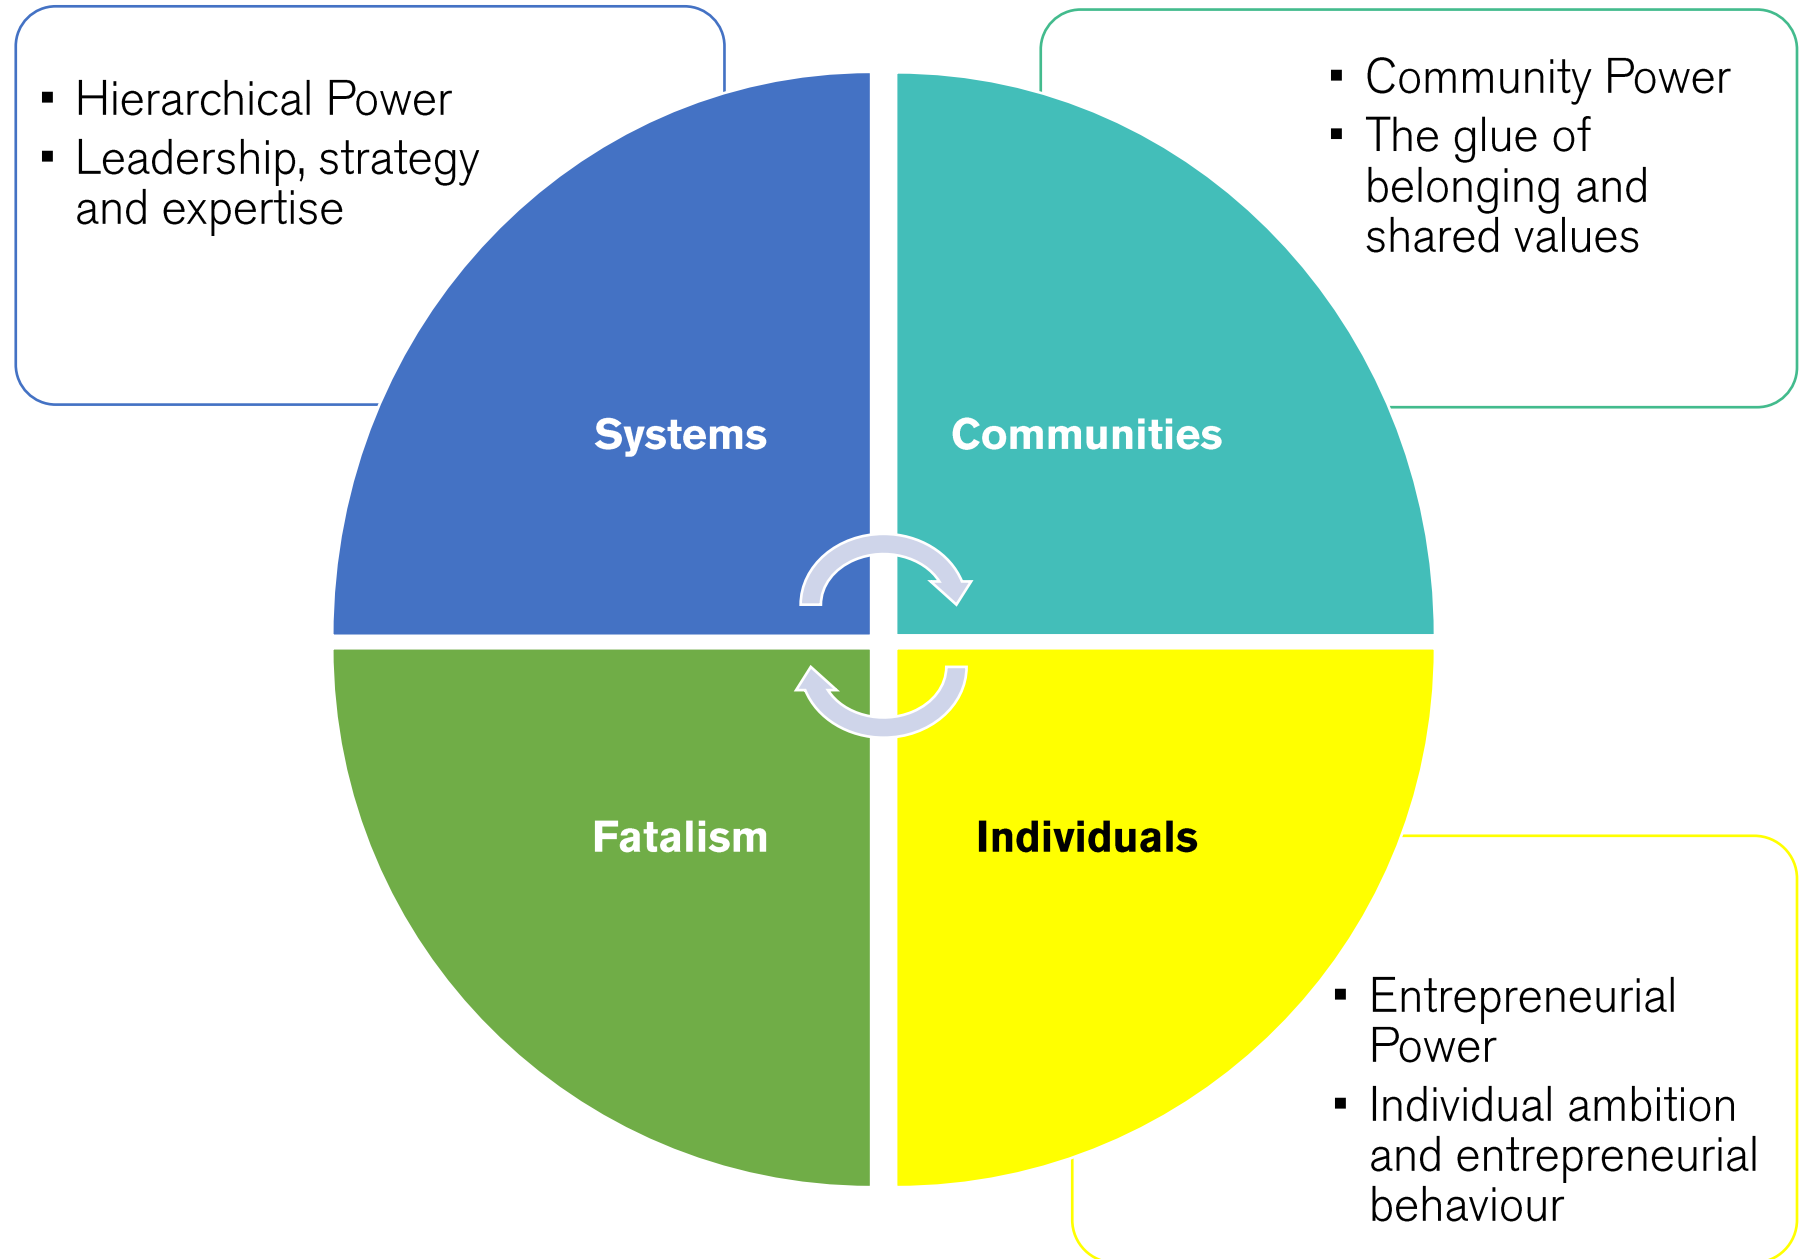 ▪ Hierarchical Power
▪ Leadership, strategy
and expertise
▪ Community Power
▪ The glue of
belonging and
shared values
Systems
Communities
Fatalism
Individuals
▪ Entrepreneurial
Power
▪ Individual ambition
and entrepreneurial
behaviour